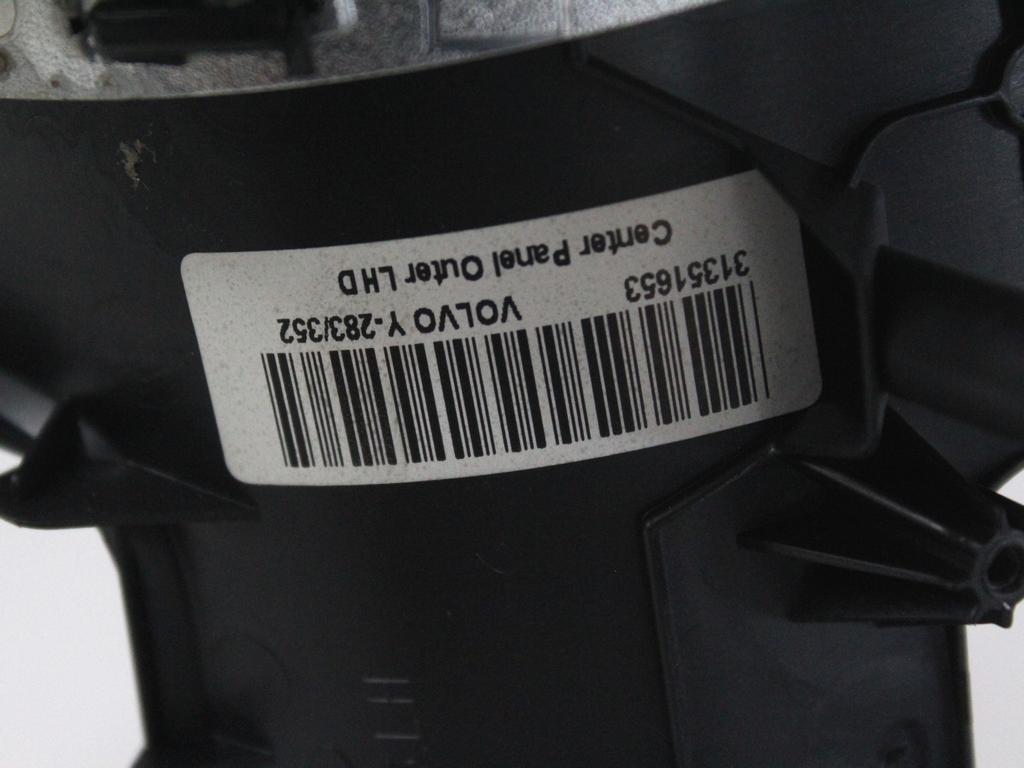 Center Panel Outer LHD
31351653 VOLVO Y-283/352